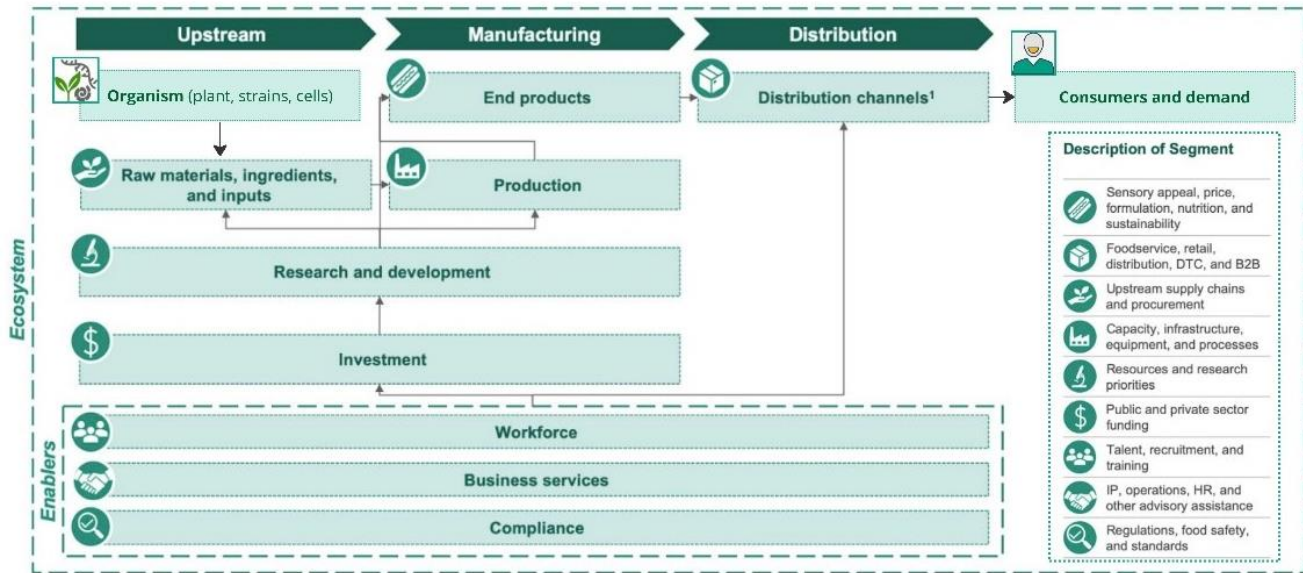 Upstream
Manufacturing
Distribution
Organism (plant, strains, cells)
End products
Distribution channels¹
Consumers and demand
Raw materials, ingredients,
and inputs
Production
Research and development
Investment
Ecosystem
Enablers
Workforce
Business services
Compliance
Description of Segment
Sensory appeal, price,
formulation, nutrition, and
sustainability
Foodservice, retail,
distribution, DTC, and B2B
Upstream supply chains
and procurement
Capacity, infrastructure,
equipment, and processes
Resources and research
priorities
Public and private sector
funding
Talent, recruitment, and
training
IP, operations, HR, and
other advisory assistance
Regulations, food safety,
and standards